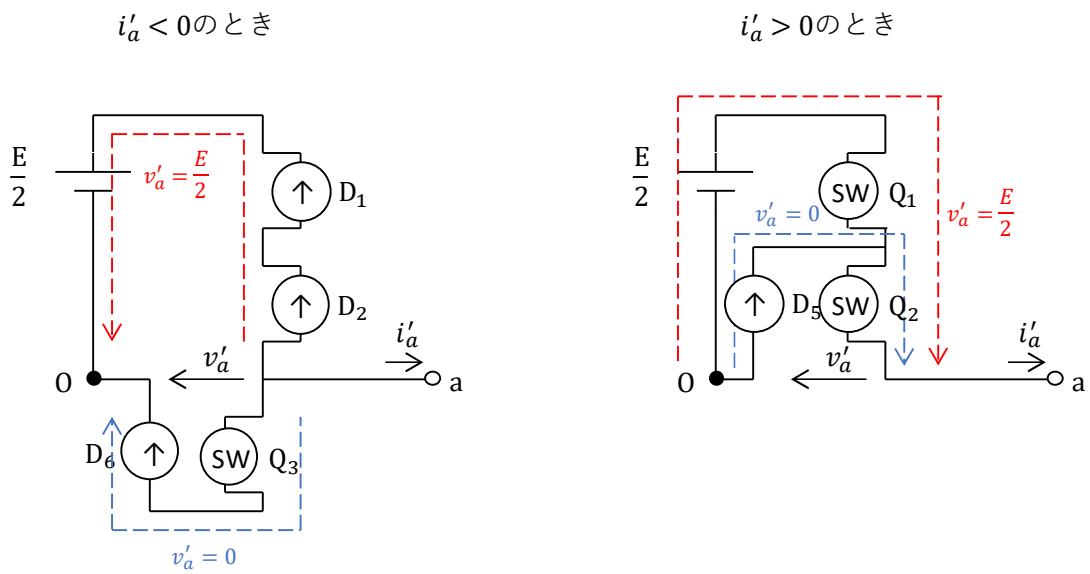 i′ₐ < 0のとき
E/2
v′ₐ = E/2
D₁
D₂
i′ₐ
v′ₐ
O
a
D₆
SW
Q₃
v′ₐ = 0
i′ₐ > 0のとき
E/2
SW
Q₁
v′ₐ = 0
v′ₐ = E/2
D₅
SW
Q₂
i′ₐ
v′ₐ
O
a